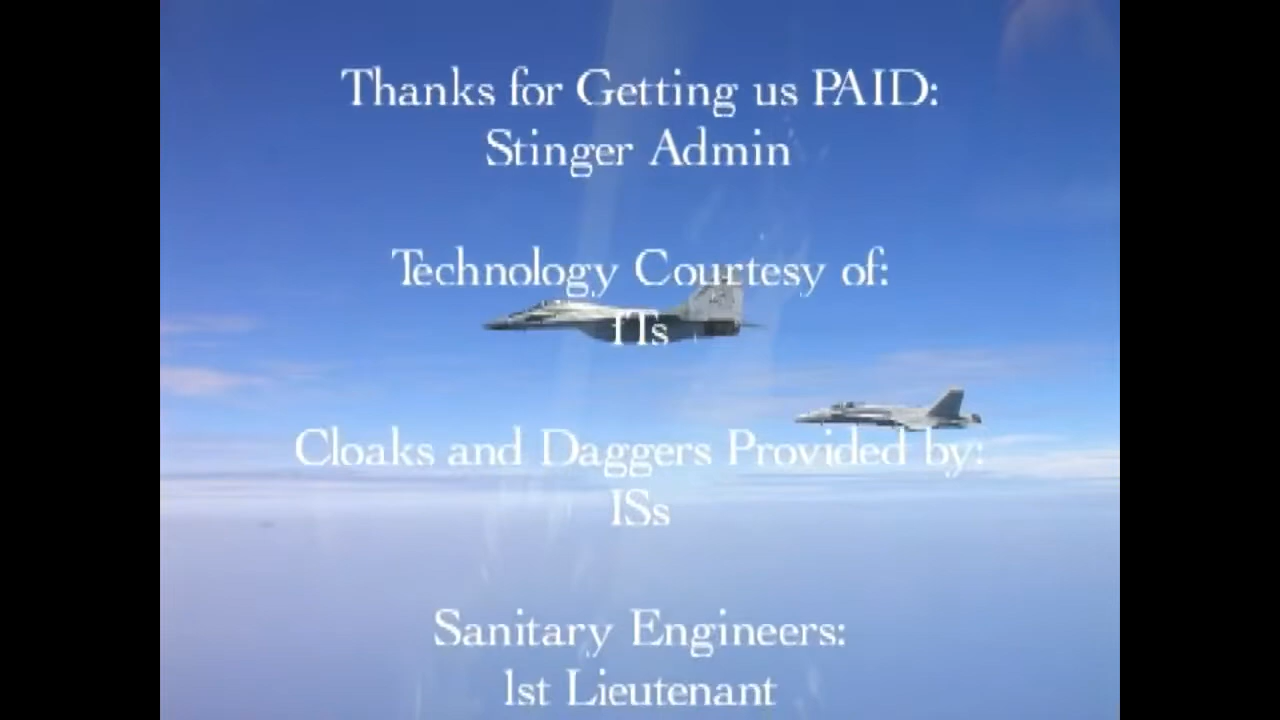 Thanks for Getting us PAID:
Stinger Admin
Technology Courtesy of:
ITs
Cloaks and Daggers Provided by:
ISs
Sanitary Engineers:
1st Lieutenant